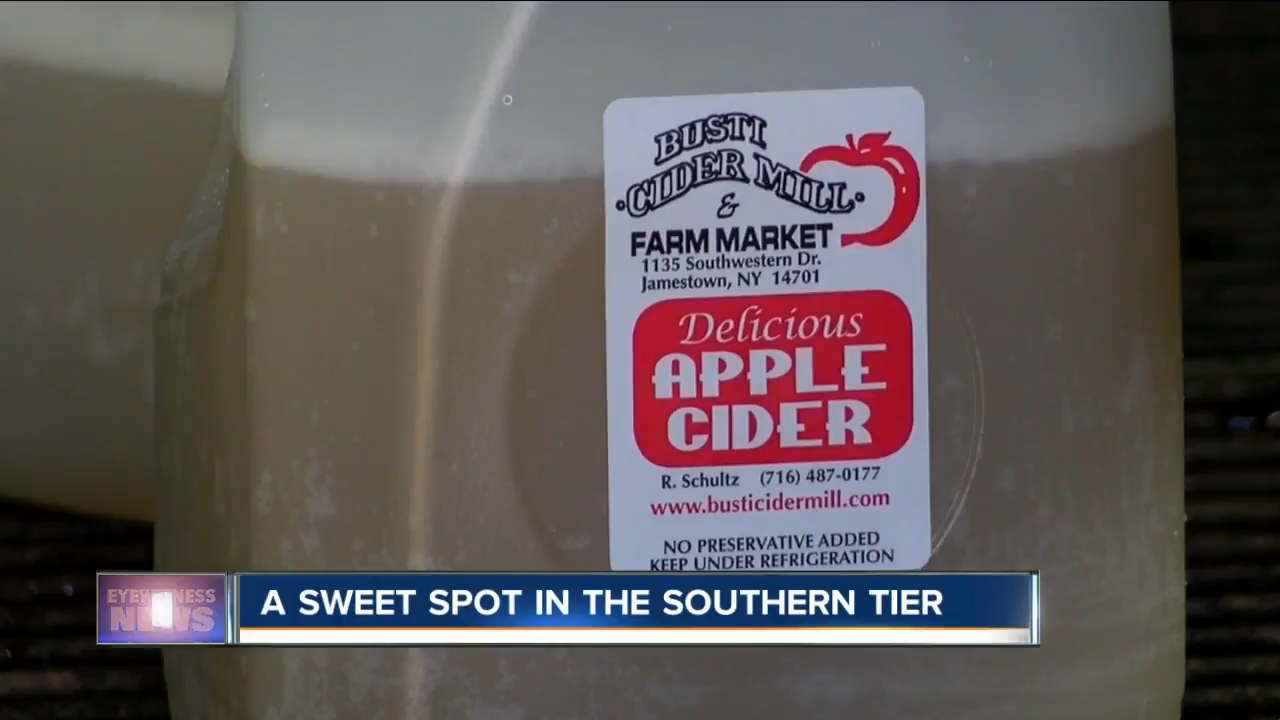 BUSTI
CIDER MILL
&
FARM MARKET
1135 Southwestern Dr.
Jamestown, NY 14701
Delicious
APPLE
CIDER
R. Schultz (716) 487-0177
www.busticidermill.com
NO PRESERVATIVE ADDED
KEEP UNDER REFRIGERATION
EYEWITNESS
NEWS
A SWEET SPOT IN THE SOUTHERN TIER